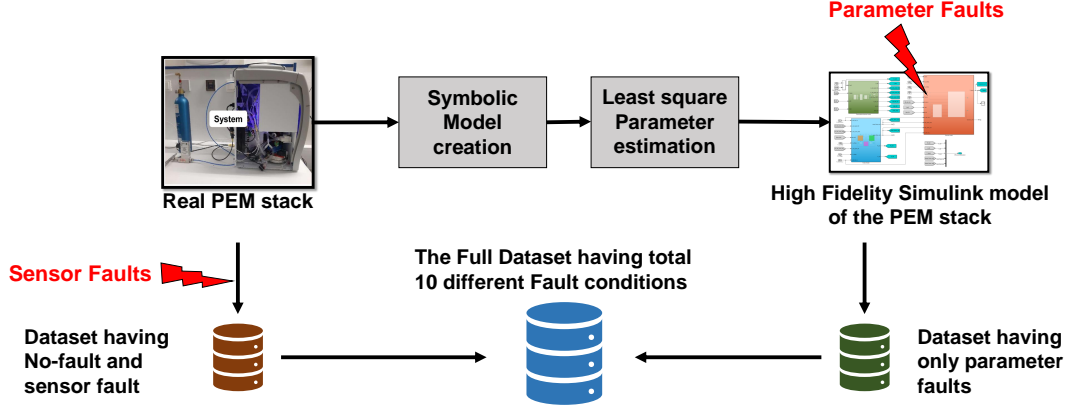 Parameter Faults
System
Symbolic
Model
creation
Least square
Parameter
estimation
Real PEM stack
High Fidelity Simulink model
of the PEM stack
Sensor Faults
The Full Dataset having total
10 different Fault conditions
Dataset having
No-fault and
sensor fault
Dataset having
only parameter
faults